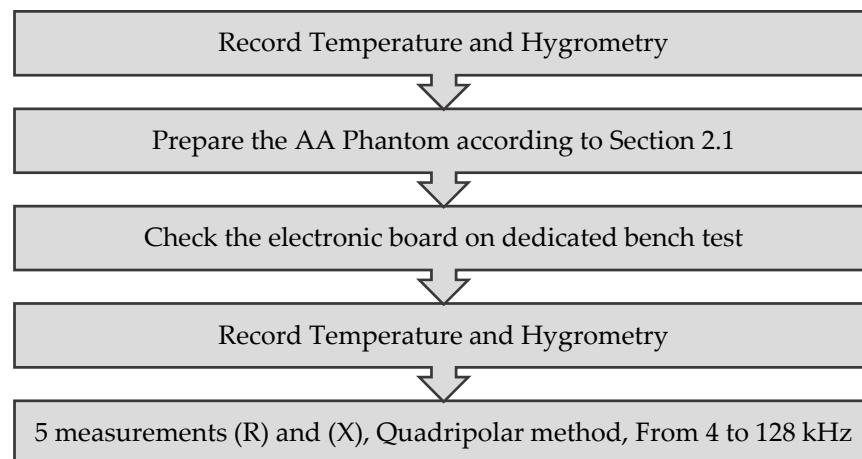 Record Temperature and Hygrometry
Prepare the AA Phantom according to Section 2.1
Check the electronic board on dedicated bench test
Record Temperature and Hygrometry
5 measurements (R) and (X), Quadripolar method, From 4 to 128 kHz